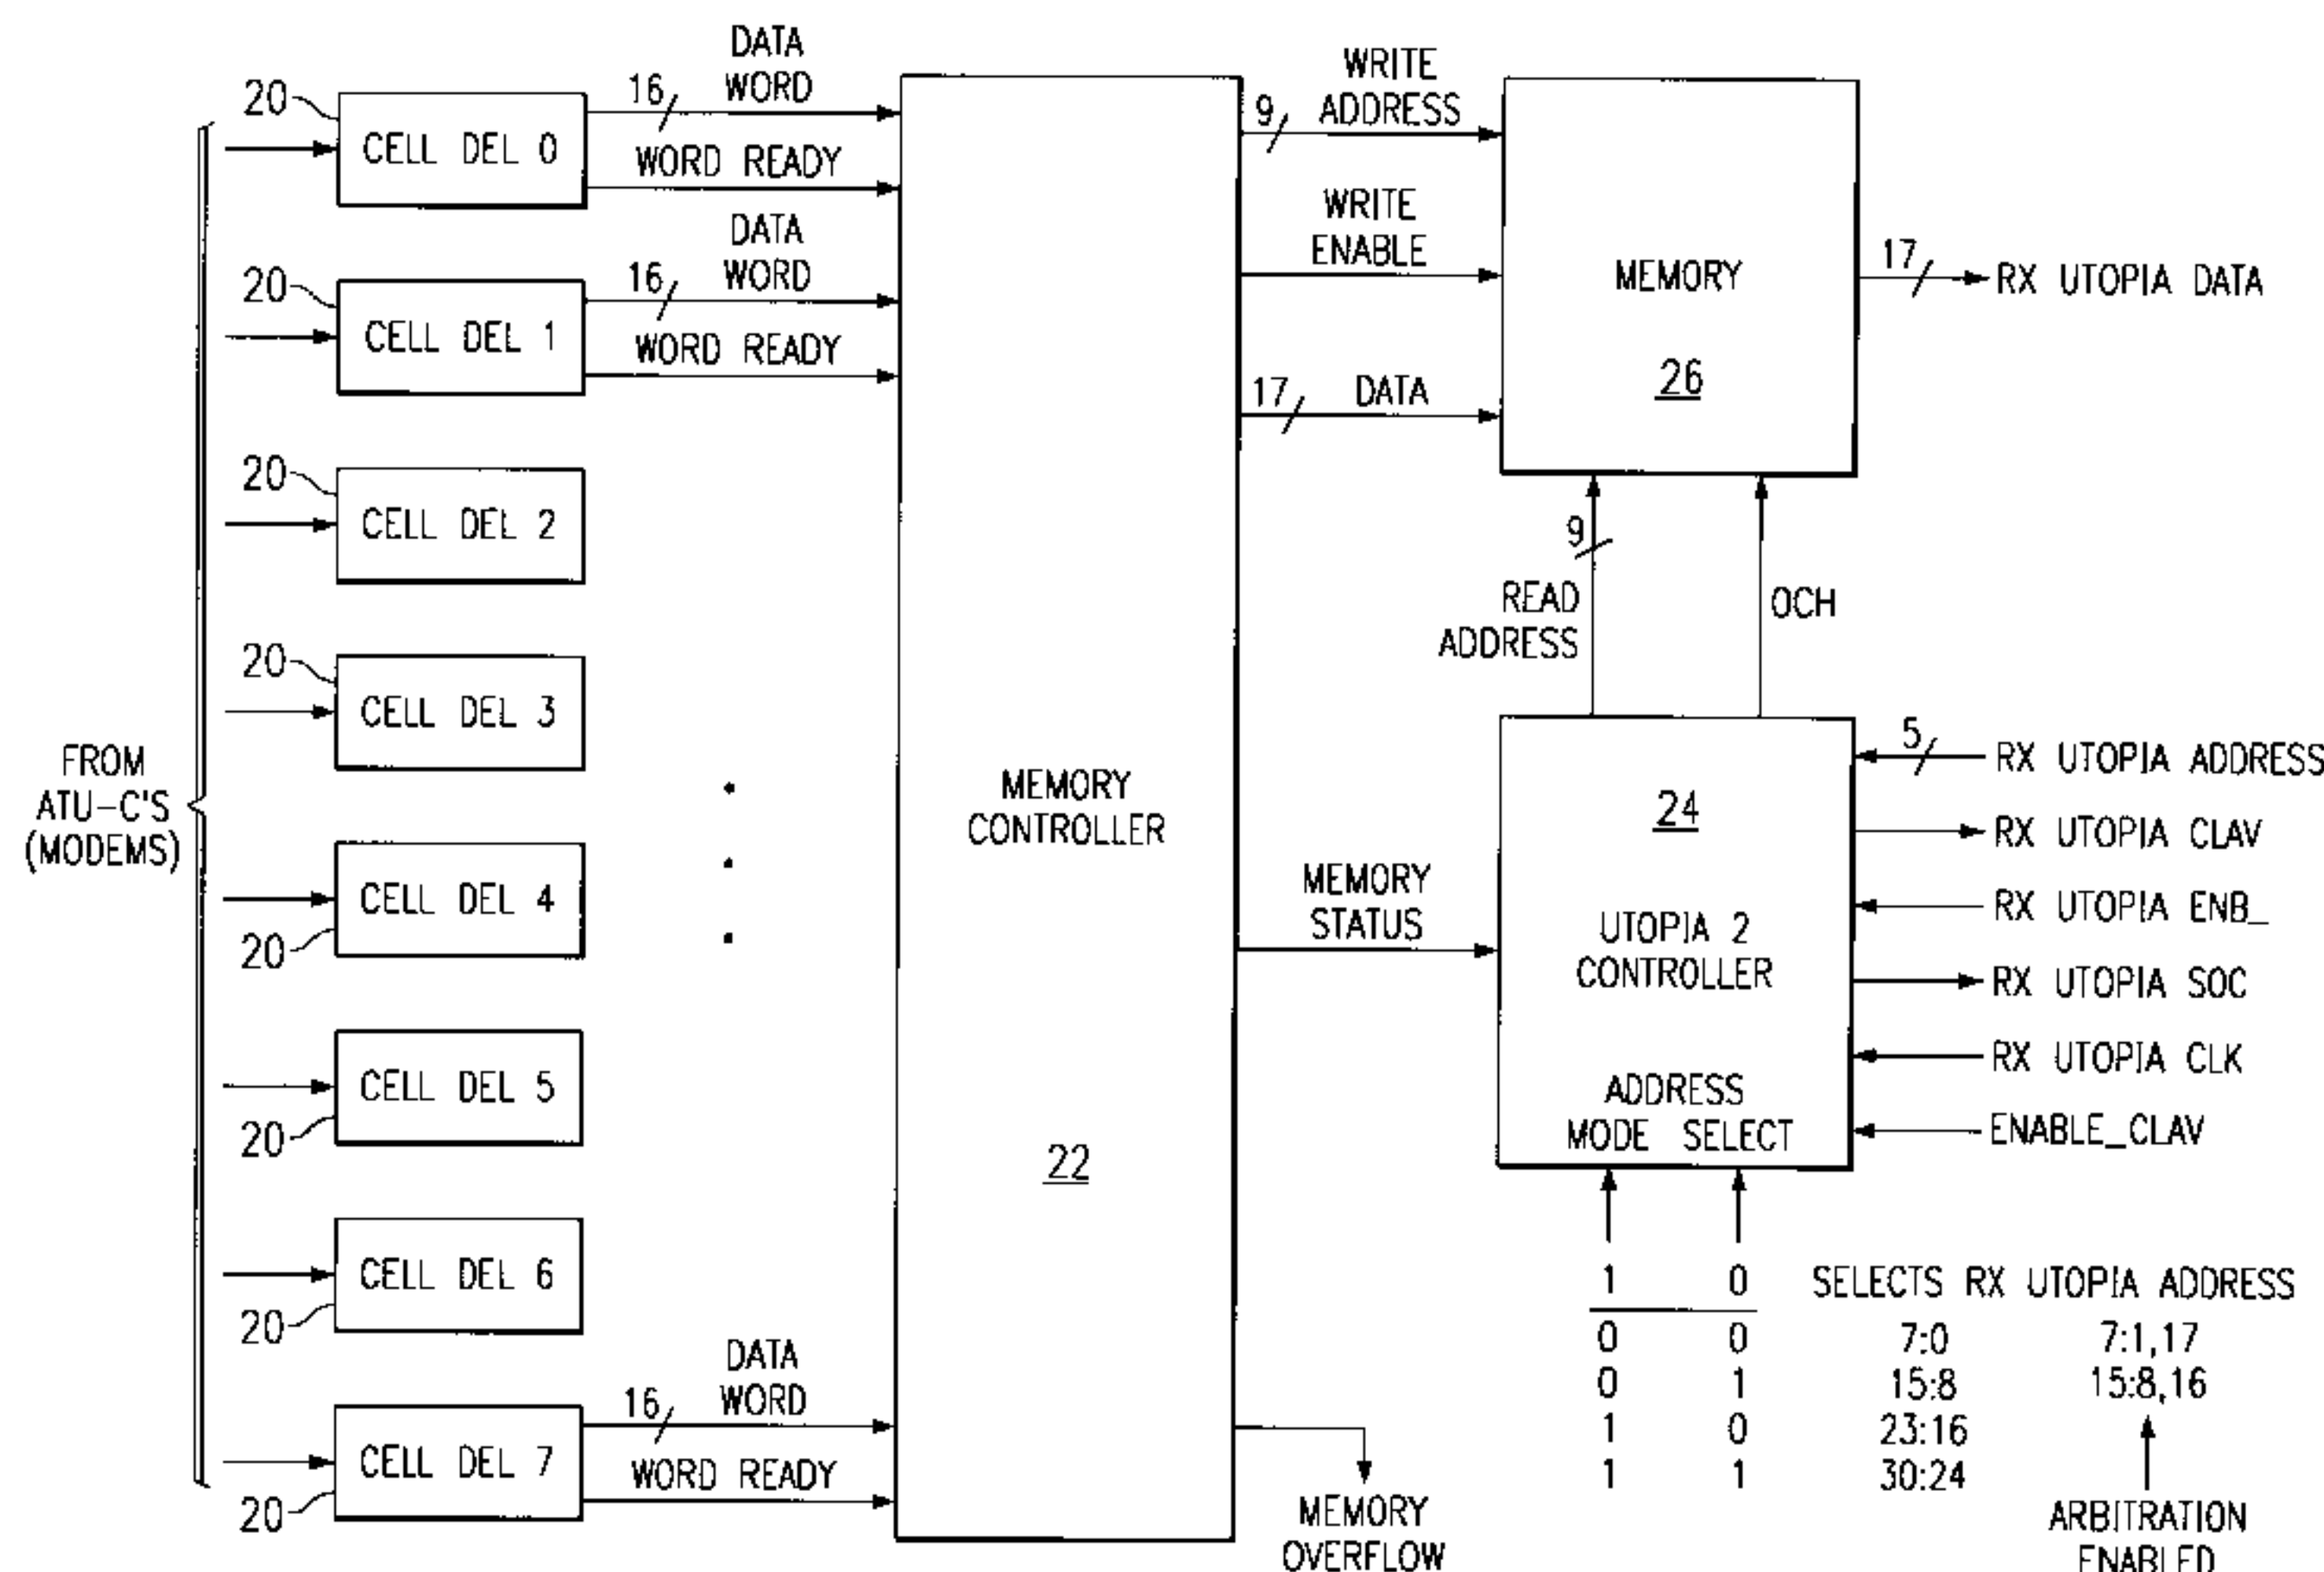 DATA
WORD
16
20
CELL DEL 0
WORD READY
DATA
WORD
16
20
CELL DEL 1
WORD READY
20
CELL DEL 2
20
CELL DEL 3
FROM
ATU-C'S
(MODEMS)
CELL DEL 4
20
CELL DEL 5
20
CELL DEL 6
20
DATA
WORD
16
CELL DEL 7
WORD READY
20
MEMORY
CONTROLLER
22
WRITE
ADDRESS
9
WRITE
ENABLE
17 DATA
MEMORY
26
17 RX UTOPIA DATA
9
READ
ADDRESS
OCH
MEMORY
STATUS
24
UTOPIA 2
CONTROLLER
ADDRESS
MODE SELECT
5 RX UTOPIA ADDRESS
RX UTOPIA CLAV
RX UTOPIA ENB_
RX UTOPIA SOC
RX UTOPIA CLK
ENABLE_CLAV
1 0 SELECTS RX UTOPIA ADDRESS
0 0 7:0 7:1,17
0 1 15:8 15:8,16
1 0 23:16
1 1 30:24
ARBITRATION
ENABLED
MEMORY
OVERFLOW